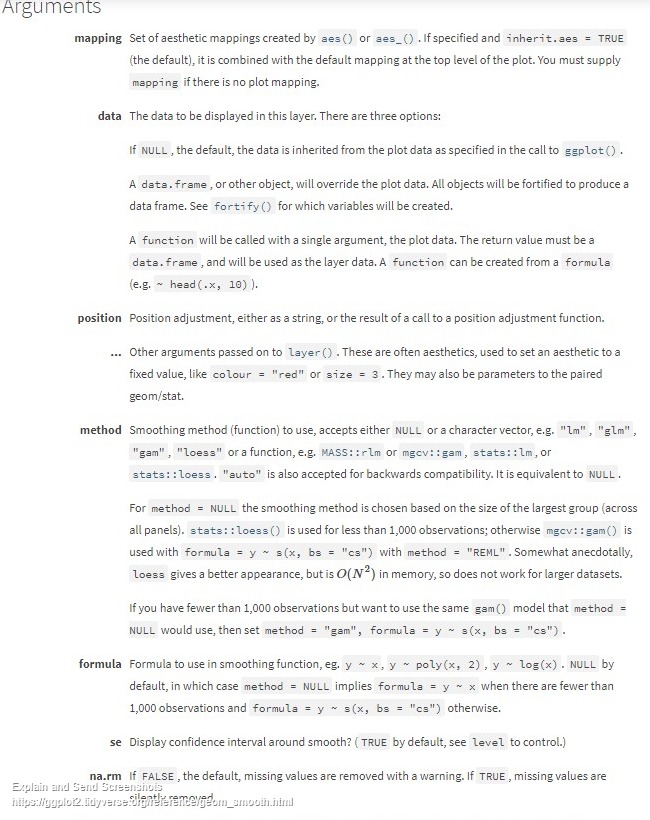 Arguments
mapping Set of aesthetic mappings created by aes() or aes_(). If specified and inherit.aes = TRUE
(the default), it is combined with the default mapping at the top level of the plot. You must supply
mapping if there is no plot mapping.
data The data to be displayed in this layer. There are three options:
If NULL, the default, the data is inherited from the plot data as specified in the call to ggplot().
A data.frame, or other object, will override the plot data. All objects will be fortified to produce a
data frame. See fortify() for which variables will be created.
A function will be called with a single argument, the plot data. The return value must be a
data.frame, and will be used as the layer data. A function can be created from a formula
(e.g. ~ head(.x, 10)).
position Position adjustment, either as a string, or the result of a call to a position adjustment function.
... Other arguments passed on to layer(). These are often aesthetics, used to set an aesthetic to a
fixed value, like colour = "red" or size = 3. They may also be parameters to the paired
geom/stat.
method Smoothing method (function) to use, accepts either NULL or a character vector, e.g. "lm", "glm",
"gam", "loess" or a function, e.g. MASS::rlm or mgcv::gam, stats::lm, or
stats::loess. "auto" is also accepted for backwards compatibility. It is equivalent to NULL.
For method = NULL the smoothing method is chosen based on the size of the largest group (across
all panels). stats::loess() is used for less than 1,000 observations; otherwise mgcv::gam() is
used with formula = y ~ s(x, bs = "cs") with method = "REML". Somewhat anecdotally,
loess gives a better appearance, but is O(N²) in memory, so does not work for larger datasets.
If you have fewer than 1,000 observations but want to use the same gam() model that method =
NULL would use, then set method = "gam", formula = y ~ s(x, bs = "cs").
formula Formula to use in smoothing function, eg. y ~ x, y ~ poly(x, 2), y ~ log(x). NULL by
default, in which case method = NULL implies formula = y ~ x when there are fewer than
1,000 observations and formula = y ~ s(x, bs = "cs") otherwise.
se Display confidence interval around smooth? (TRUE by default, see level to control.)
na.rm If FALSE, the default, missing values are removed with a warning. If TRUE, missing values are
silently removed.
Explain and Send Screenshots
https://ggplot2.tidyverse.org/reference/geom_smooth.html